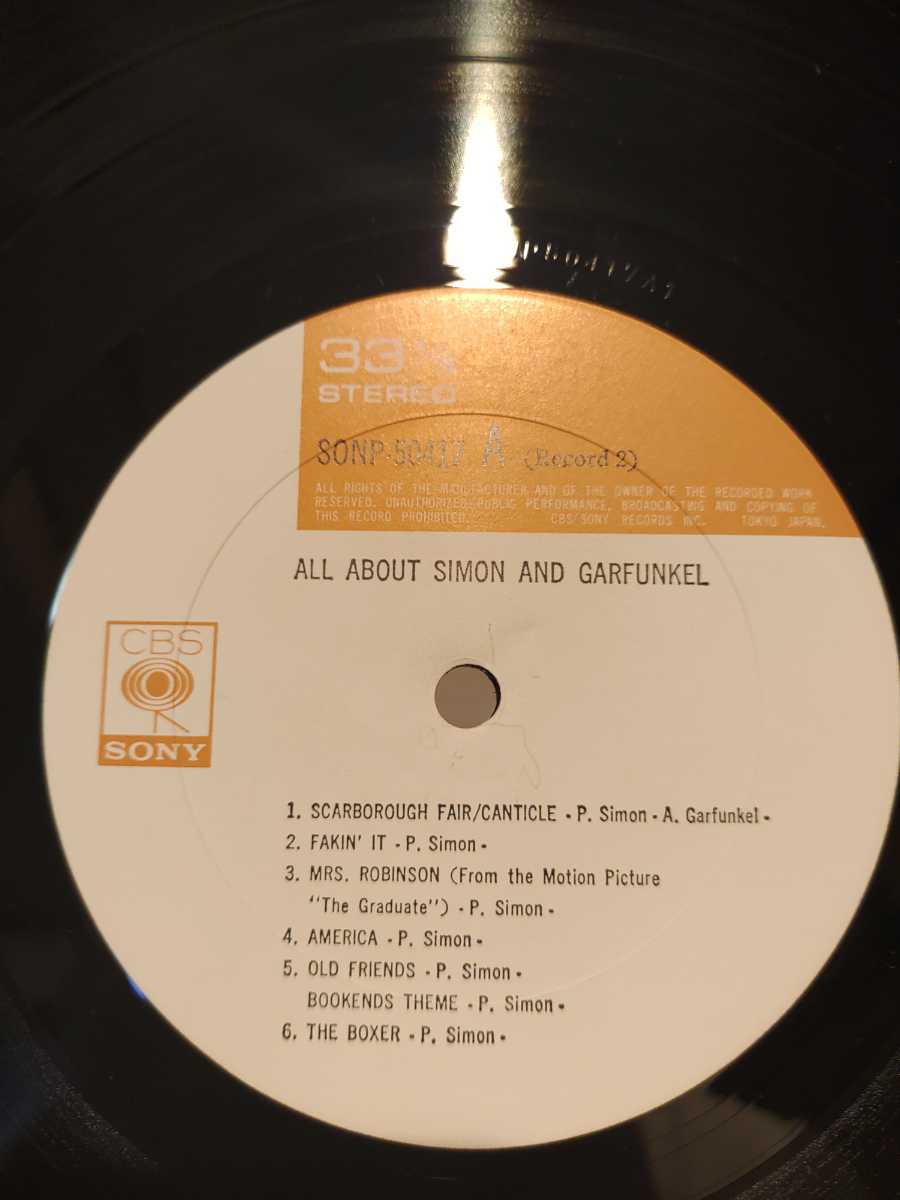 33⅓
STEREO
SONP-50417 A (Record 2)
ALL RIGHTS OF THE MANUFACTURER AND OF THE OWNER OF THE RECORDED WORK
RESERVED. UNAUTHORIZED PUBLIC PERFORMANCE, BROADCASTING AND COPYING OF
THIS RECORD PROHIBITED. CBS/SONY RECORDS INC. TOKYO JAPAN.
ALL ABOUT SIMON AND GARFUNKEL
CBS
SONY
1. SCARBOROUGH FAIR/CANTICLE - P. Simon - A. Garfunkel -
2. FAKIN' IT - P. Simon -
3. MRS. ROBINSON (From the Motion Picture
"The Graduate") - P. Simon -
4. AMERICA - P. Simon -
5. OLD FRIENDS - P. Simon -
BOOKENDS THEME - P. Simon -
6. THE BOXER - P. Simon -